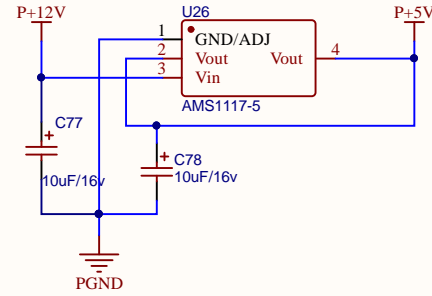 P+12V
U26
P+5V
1
GND/ADJ
2
Vout
Vout
4
3
Vin
AMS1117-5
C77
10uF/16v
C78
10uF/16v
PGND